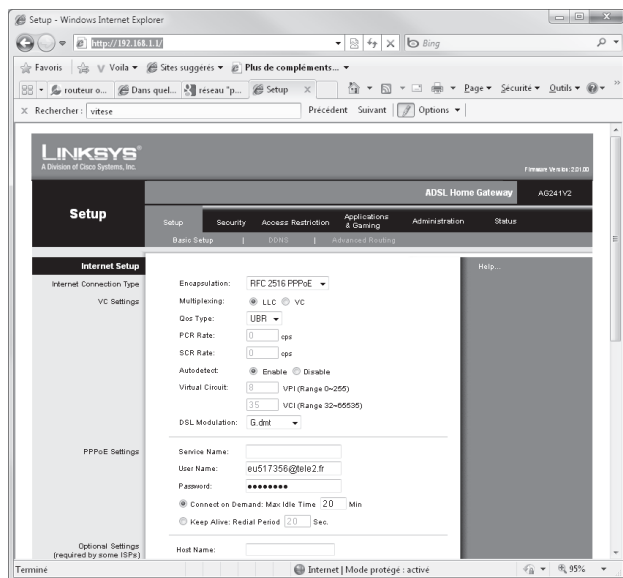 Setup - Windows Internet Explorer
http://192.168.1.1/
Bing
Favoris Voila Sites suggérés Plus de compléments...
routeur o... Dans quel... réseau "p... Setup Page Sécurité Outils
Rechercher : vitese Précédent Suivant Options
LINKSYS®
A Division of Cisco Systems, Inc.
Firmware Version: 2.01.00
ADSL Home Gateway AG241V2
Setup
Setup Security Access Restriction Applications & Gaming Administration Status
Basic Setup | DDNS | Advanced Routing
Internet Setup
Help...
Internet Connection Type
Encapsulation: RFC 2516 PPPoE
VC Settings
Multiplexing: LLC VC
Qos Type: UBR
PCR Rate: 0 cps
SCR Rate: 0 cps
Autodetect: Enable Disable
Virtual Circuit: 8 VPI (Range 0~255)
35 VCI (Range 32~65535)
DSL Modulation: G.dmt
PPPoE Settings
Service Name:
User Name: eu517356@tele2.fr
Password:
Connect on Demand: Max Idle Time 20 Min
Keep Alive: Redial Period 20 Sec.
Optional Settings
(required by some ISPs)
Host Name:
Terminé Internet | Mode protégé : activé 95%